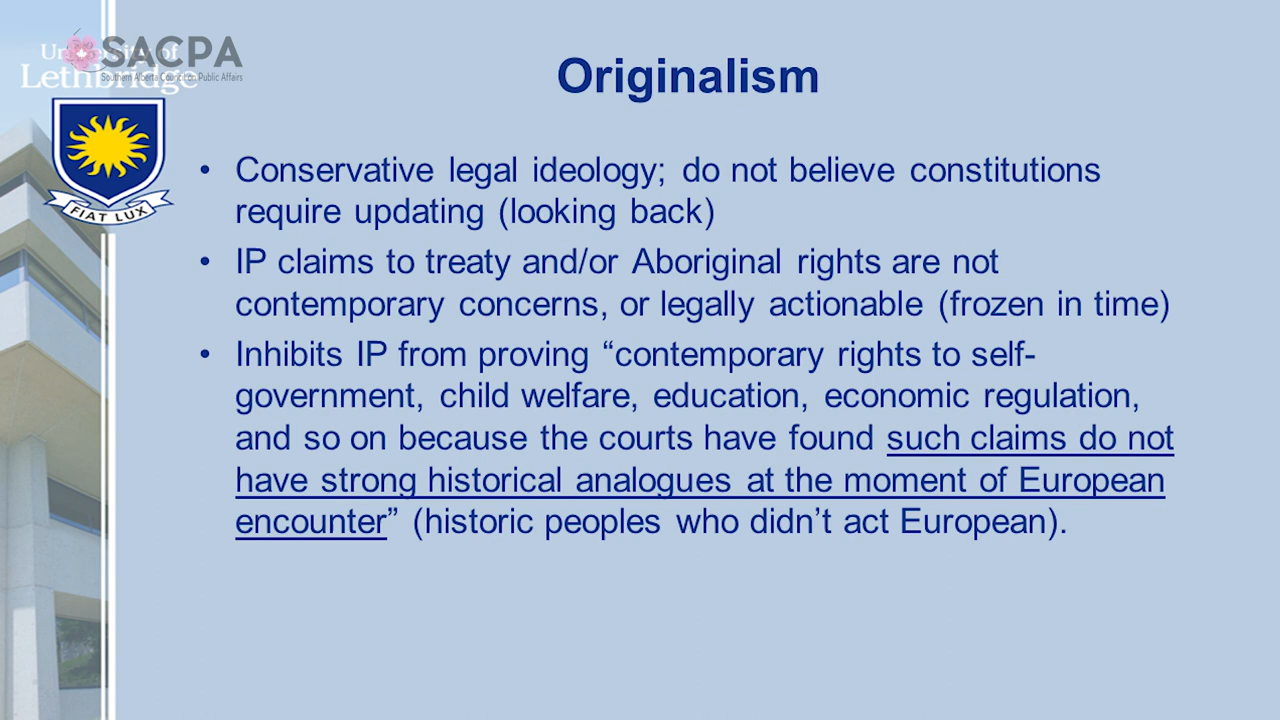 University of
Lethbridge
SACPA
Southern Alberta Council on Public Affairs
FIAT LUX
Originalism
• Conservative legal ideology; do not believe constitutions
require updating (looking back)
• IP claims to treaty and/or Aboriginal rights are not
contemporary concerns, or legally actionable (frozen in time)
• Inhibits IP from proving “contemporary rights to self-
government, child welfare, education, economic regulation,
and so on because the courts have found such claims do not
have strong historical analogues at the moment of European
encounter” (historic peoples who didn’t act European).